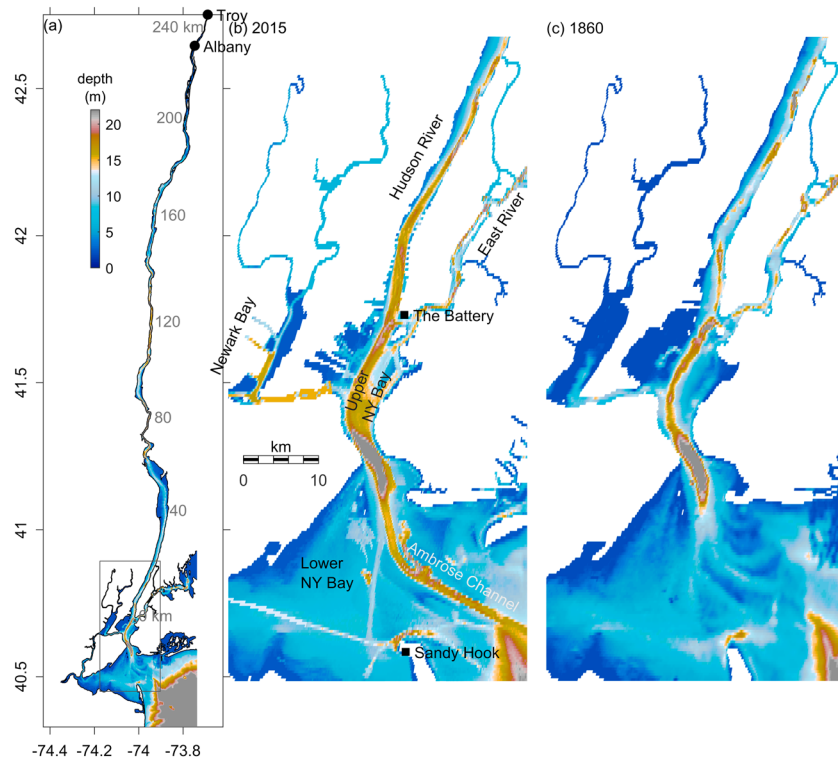 (a)
Troy
240 km
Albany
(b) 2015
(c) 1860
depth
(m)
20
15
10
5
0
200
160
120
80
40
0 km
42.5
42
41.5
41
40.5
-74.4 -74.2 -74 -73.8
Hudson River
East River
Newark Bay
The Battery
Upper
NY Bay
km
0 10
Lower
NY Bay
Ambrose Channel
Sandy Hook